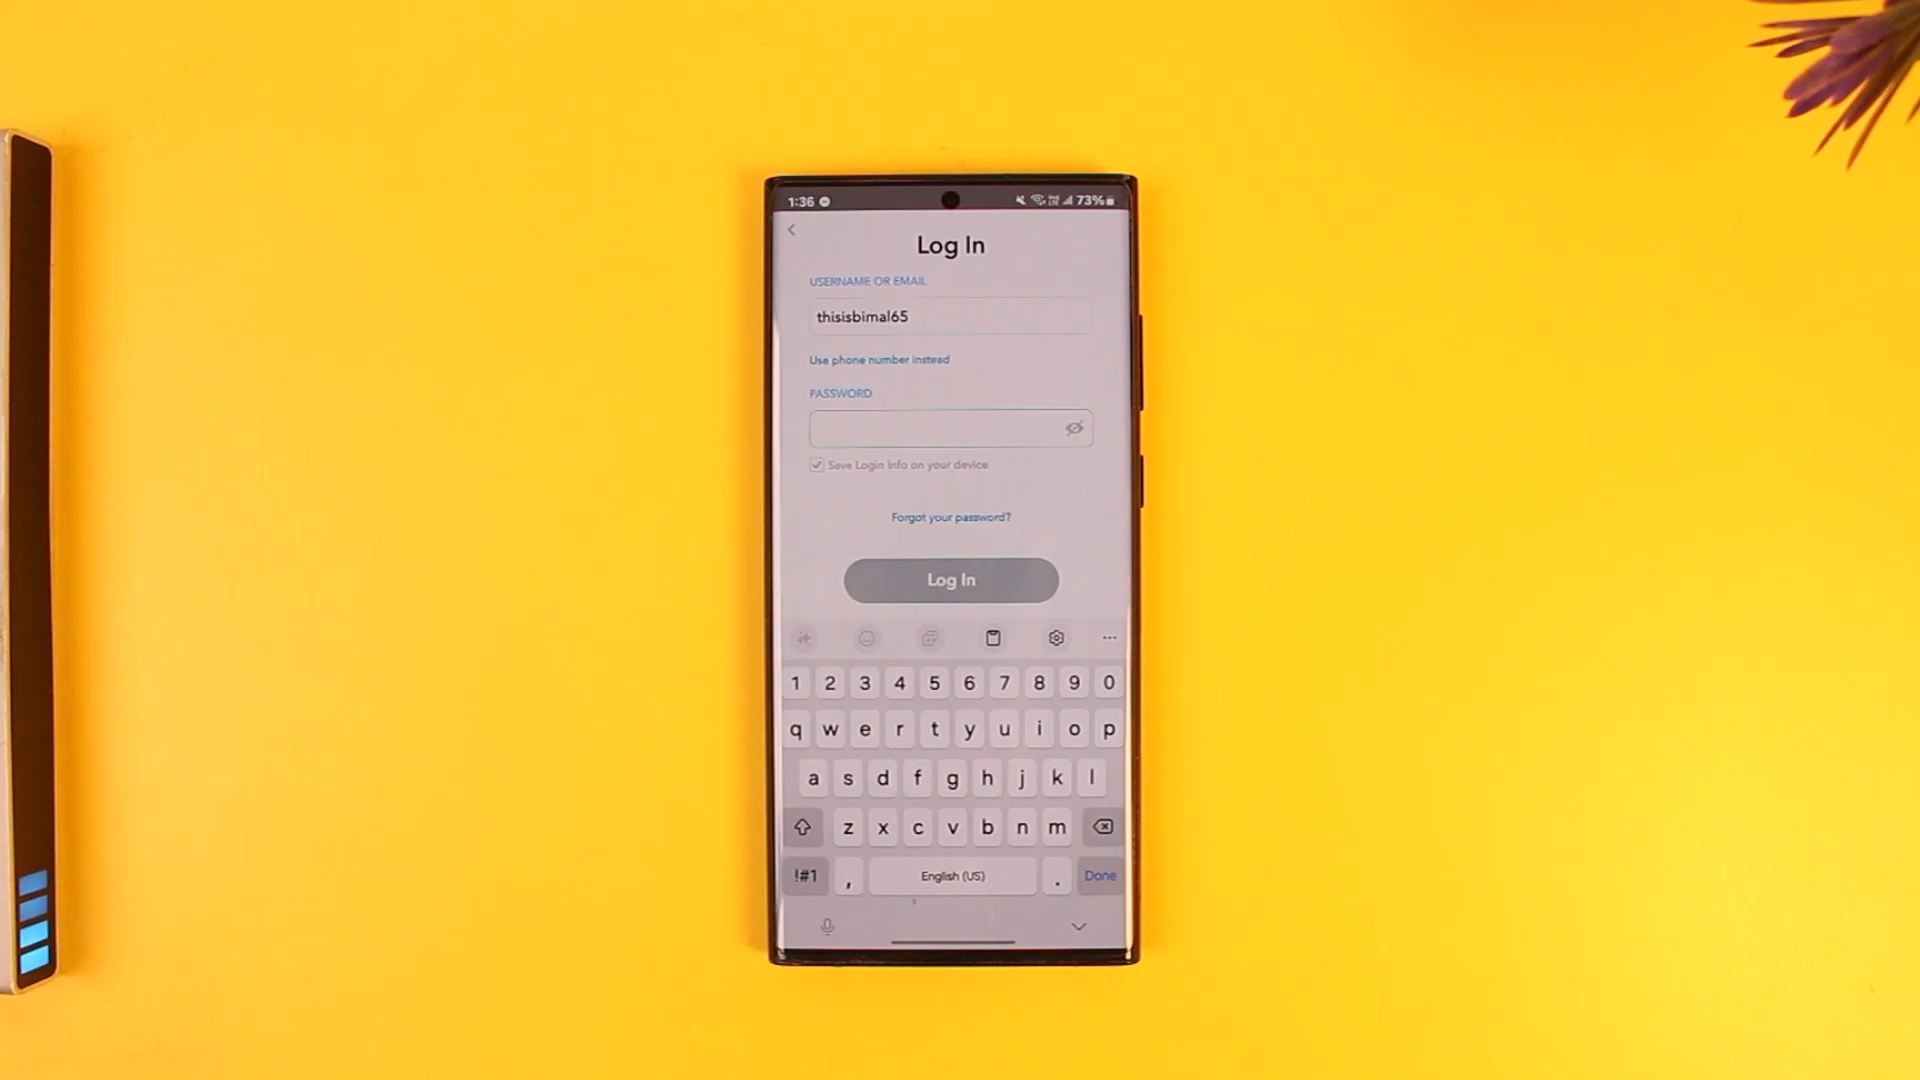 1:36 73%
Log In
USERNAME OR EMAIL
thisisbimal65
Use phone number instead
PASSWORD
Save Login Info on your device
Forgot your password?
Log In
1 2 3 4 5 6 7 8 9 0
q w e r t y u i o p
a s d f g h j k l
z x c v b n m
!#1 , English (US) . Done